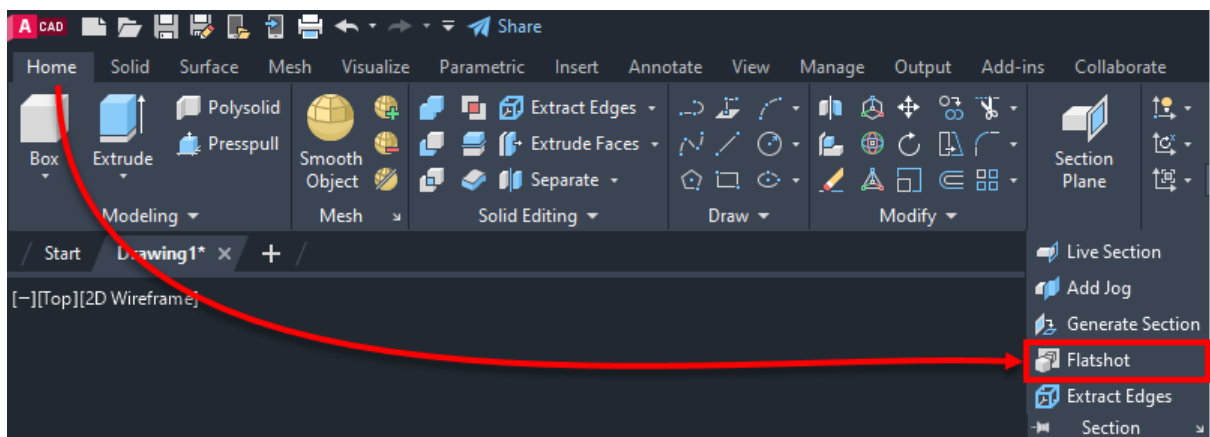 A CAD Share
Home Solid Surface Mesh Visualize Parametric Insert Annotate View Manage Output Add-ins Collaborate
Polysolid Extract Edges
Presspull Extrude Faces
Box Extrude Smooth Object Separate Section Plane
Modeling Mesh Solid Editing Draw Modify
Start Drawing1* Live Section
[−][Top][2D Wireframe] Add Jog
Generate Section
Flatshot
Extract Edges
Section